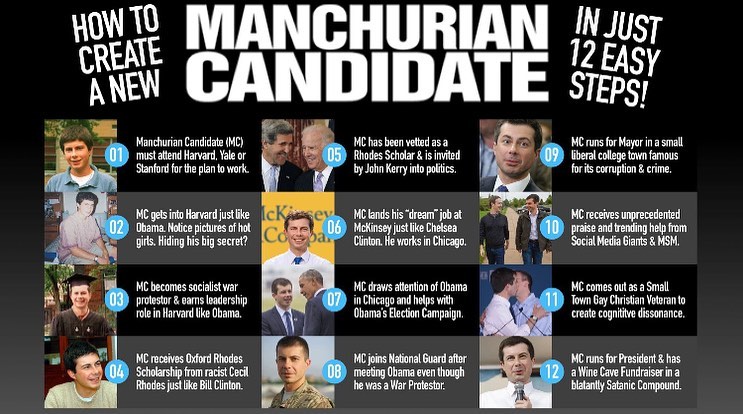 HOW TO
CREATE
A NEW
MANCHURIAN
CANDIDATE
IN JUST
12 EASY
STEPS!
01
Manchurian Candidate (MC)
must attend Harvard, Yale or
Stanford for the plan to work.
02
MC gets into Harvard just like
Obama. Notice pictures of hot
girls. Hiding his big secret?
03
MC becomes socialist war
protestor & earns leadership
role in Harvard like Obama.
04
MC receives Oxford Rhodes
Scholarship from racist Cecil
Rhodes just like Bill Clinton.
05
MC has been vetted as a
Rhodes Scholar & is invited
by John Kerry into politics.
McKinsey
Compan
06
MC lands his "dream" job at
McKinsey just like Chelsea
Clinton. He works in Chicago.
07
MC draws attention of Obama
in Chicago and helps with
Obama's Election Campaign.
08
MC joins National Guard after
meeting Obama even though
he was a War Protestor.
09
MC runs for Mayor in a small
liberal college town famous
for its corruption & crime.
10
MC receives unprecedented
praise and trending help from
Social Media Giants & MSM.
11
MC comes out as a Small
Town Gay Christian Veteran to
create cognititve dissonance.
12
MC runs for President & has
a Wine Cave Fundraiser in a
blatantly Satanic Compound.